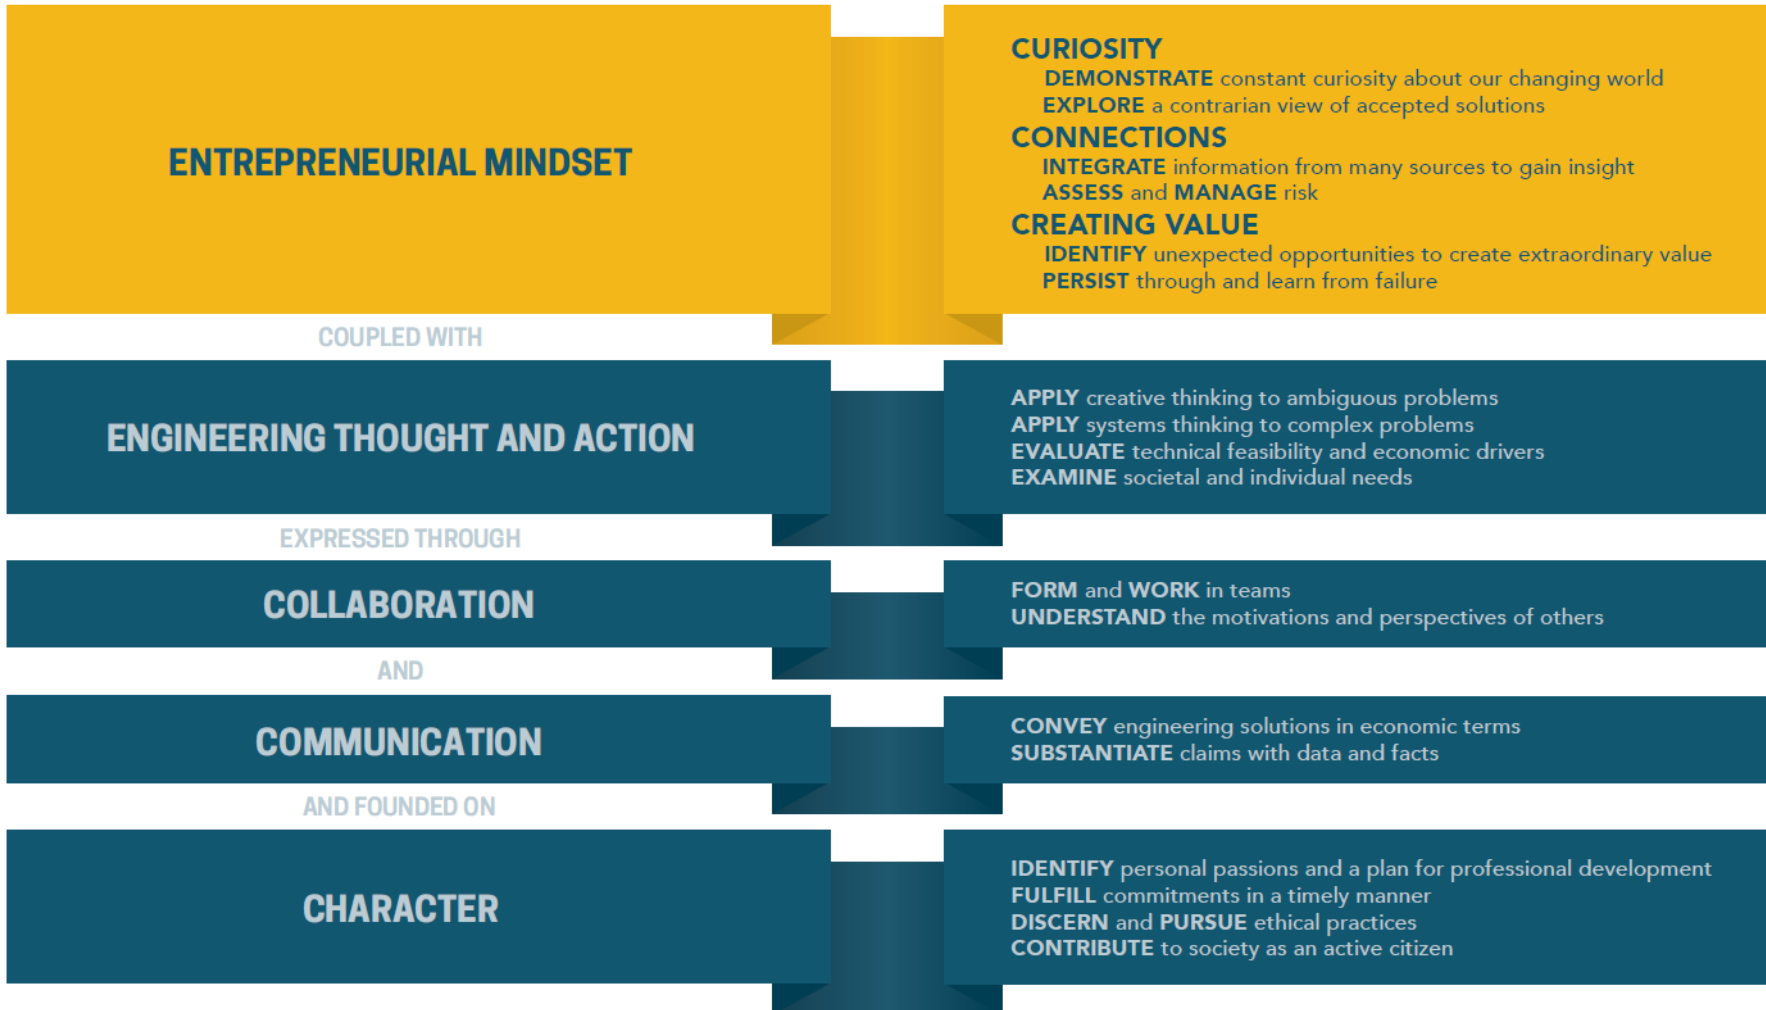 ENTREPRENEURIAL MINDSET
CURIOSITY
DEMONSTRATE constant curiosity about our changing world
EXPLORE a contrarian view of accepted solutions
CONNECTIONS
INTEGRATE information from many sources to gain insight
ASSESS and MANAGE risk
CREATING VALUE
IDENTIFY unexpected opportunities to create extraordinary value
PERSIST through and learn from failure
COUPLED WITH
ENGINEERING THOUGHT AND ACTION
APPLY creative thinking to ambiguous problems
APPLY systems thinking to complex problems
EVALUATE technical feasibility and economic drivers
EXAMINE societal and individual needs
EXPRESSED THROUGH
COLLABORATION
FORM and WORK in teams
UNDERSTAND the motivations and perspectives of others
AND
COMMUNICATION
CONVEY engineering solutions in economic terms
SUBSTANTIATE claims with data and facts
AND FOUNDED ON
CHARACTER
IDENTIFY personal passions and a plan for professional development
FULFILL commitments in a timely manner
DISCERN and PURSUE ethical practices
CONTRIBUTE to society as an active citizen